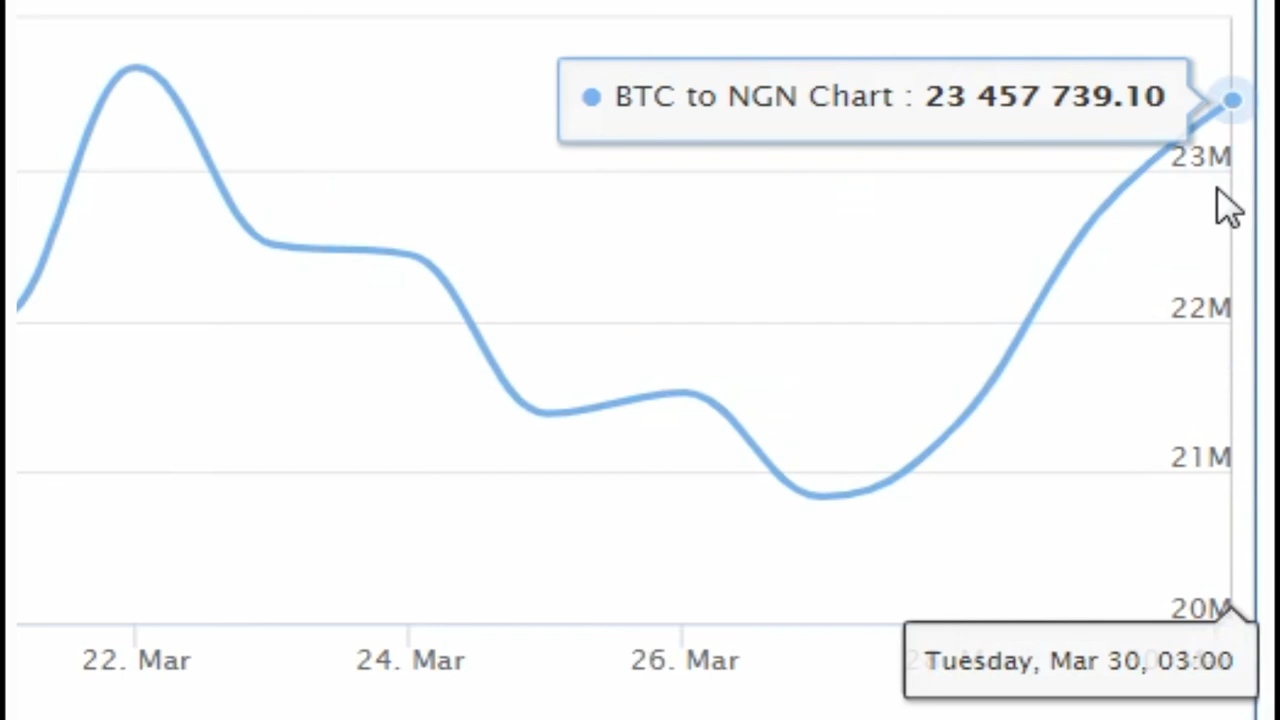 BTC to NGN Chart : 23 457 739.10
23M
22M
21M
20M
22. Mar
24. Mar
26. Mar
Tuesday, Mar 30, 03:00